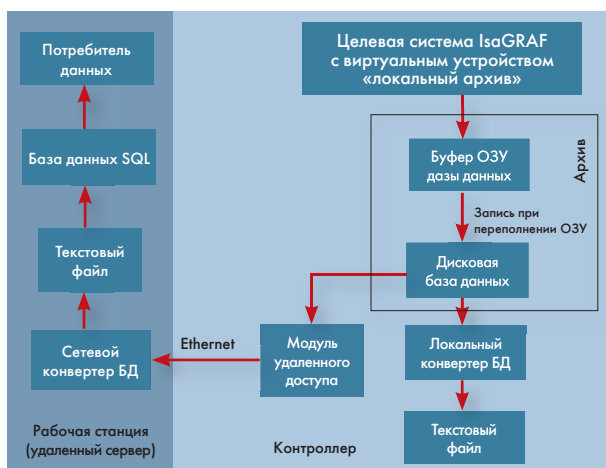 Потребитель
данных
База данных SQL
Текстовый
файл
Сетевой
конвертер БД
Рабочая станция
(удаленный сервер)
Целевая система IsaGRAF
с виртуальным устройством
«локальный архив»
Архив
Буфер ОЗУ
дазы данных
Запись при
переполнении ОЗУ
Дисковая
база данных
Ethernet
Модуль
удаленного
доступа
Локальный
конвертер БД
Текстовый
файл
Контроллер